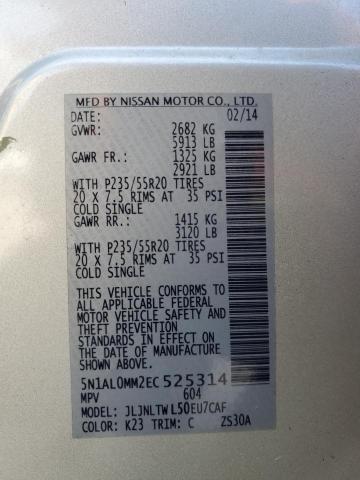 MFD BY NISSAN MOTOR CO., LTD.
DATE: 02/14
GVWR: 2682 KG
5913 LB
GAWR FR.: 1325 KG
2921 LB
WITH P235/55R20 TIRES
20 X 7.5 RIMS AT 35 PSI
COLD SINGLE
GAWR RR.: 1415 KG
3120 LB
WITH P235/55R20 TIRES
20 X 7.5 RIMS AT 35 PSI
COLD SINGLE
THIS VEHICLE CONFORMS TO
ALL APPLICABLE FEDERAL
MOTOR VEHICLE SAFETY AND
THEFT PREVENTION
STANDARDS IN EFFECT ON
THE DATE OF MANUFACTURE
SHOWN ABOVE.
5N1AL0MM2EC525314
MPV 604
MODEL: JLJNLTWL50EU7CAF
COLOR: K23 TRIM: C ZS30A